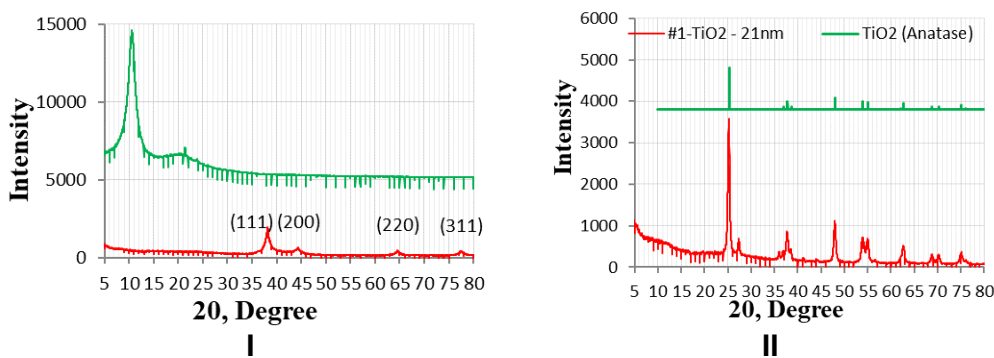 15000
10000
5000
0
Intensity
(111) (200)
(220)
(311)
5 10 15 20 25 30 35 40 45 50 55 60 65 70 75 80
20, Degree
I
6000
5000
4000
3000
2000
1000
0
Intensity
#1-TiO2 - 21nm
TiO2 (Anatase)
5 10 15 20 25 30 35 40 45 50 55 60 65 70 75 80
20, Degree
II